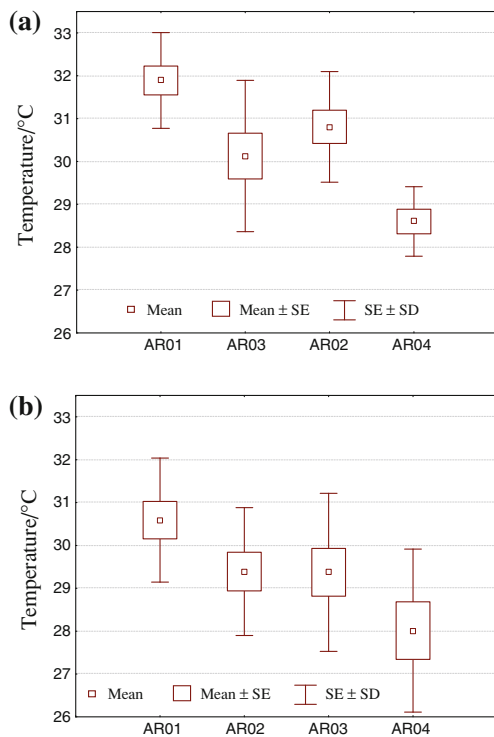 (a)
33
32
31
30
29
28
27
26
Temperature/°C
Mean Mean ± SE SE ± SD
AR01 AR03 AR02 AR04
(b)
33
32
31
30
29
28
27
26
Temperature/°C
Mean Mean ± SE SE ± SD
AR01 AR02 AR03 AR04